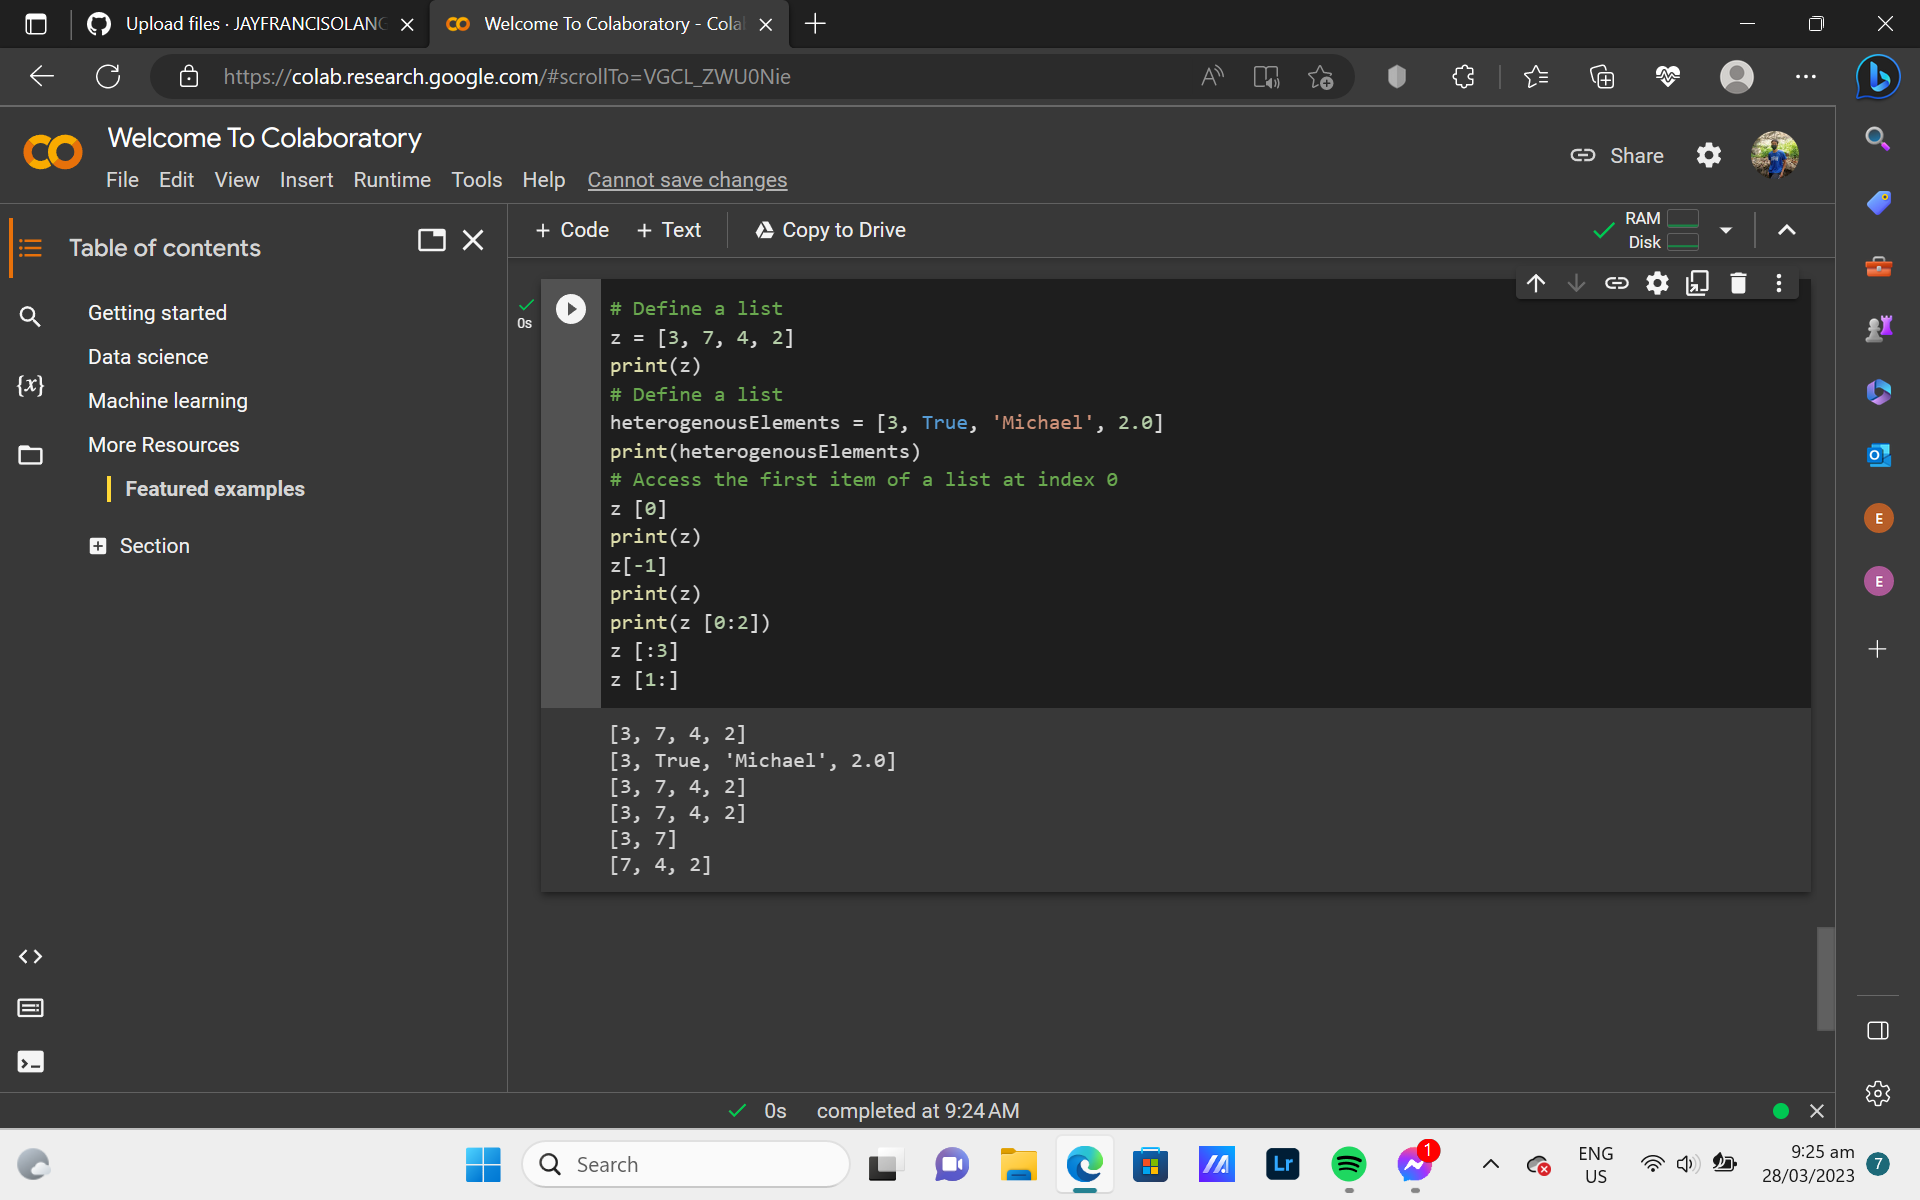 Upload files · JAYFRANCISOLANG
Welcome To Colaboratory - Cola
https://colab.research.google.com/#scrollTo=VGCL_ZWU0Nie
Welcome To Colaboratory
File Edit View Insert Runtime Tools Help Cannot save changes
Share
+ Code + Text Copy to Drive
RAM
Disk
Table of contents
Getting started
Data science
Machine learning
More Resources
Featured examples
Section
{x}
0s
# Define a list
z = [3, 7, 4, 2]
print(z)
# Define a list
heterogenousElements = [3, True, 'Michael', 2.0]
print(heterogenousElements)
# Access the first item of a list at index 0
z [0]
print(z)
z[-1]
print(z)
print(z [0:2])
z [:3]
z [1:]
[3, 7, 4, 2]
[3, True, 'Michael', 2.0]
[3, 7, 4, 2]
[3, 7, 4, 2]
[3, 7]
[7, 4, 2]
E
E
0s completed at 9:24 AM
Search
Lr
1
ENG
US
9:25 am
28/03/2023
7